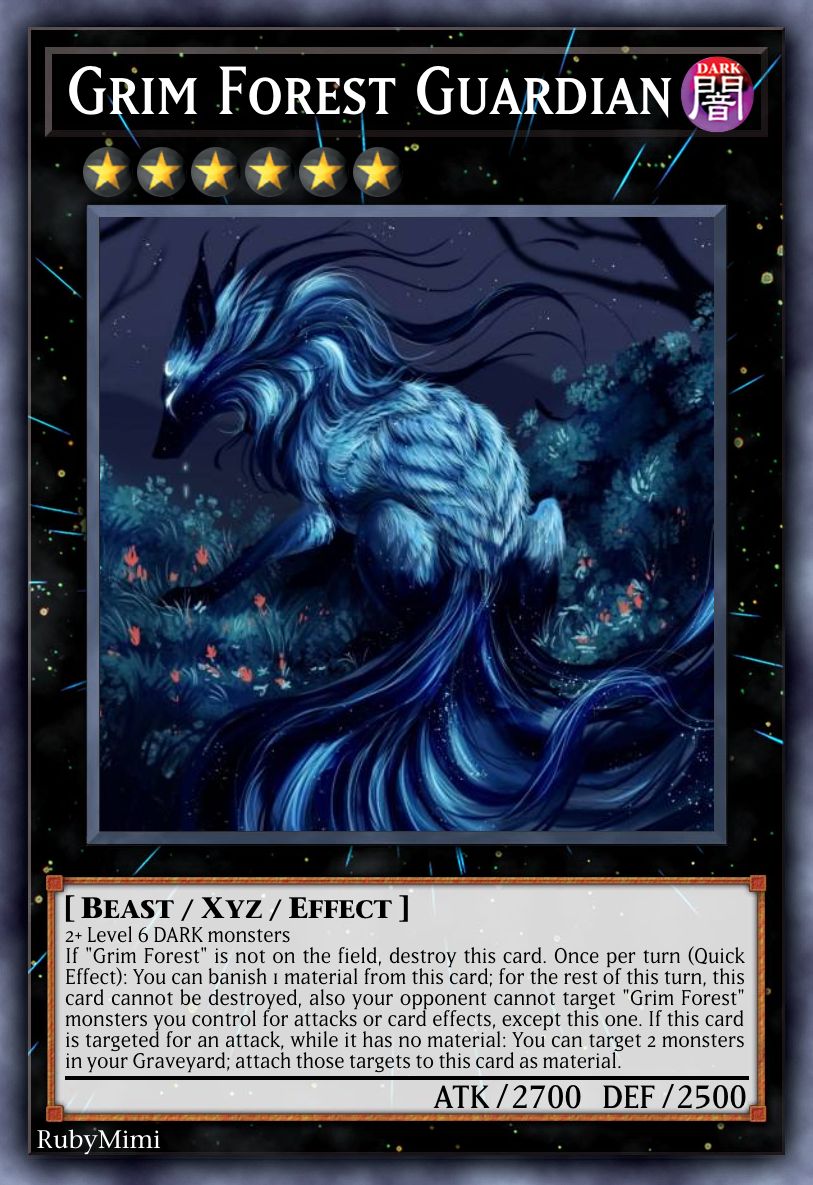 Grim Forest Guardian
DARK
闇
[ Beast / Xyz / Effect ]
2+ Level 6 DARK monsters
If "Grim Forest" is not on the field, destroy this card. Once per turn (Quick
Effect): You can banish 1 material from this card; for the rest of this turn, this
card cannot be destroyed, also your opponent cannot target "Grim Forest"
monsters you control for attacks or card effects, except this one. If this card
is targeted for an attack, while it has no material: You can target 2 monsters
in your Graveyard; attach those targets to this card as material.
ATK / 2700 DEF / 2500
RubyMimi